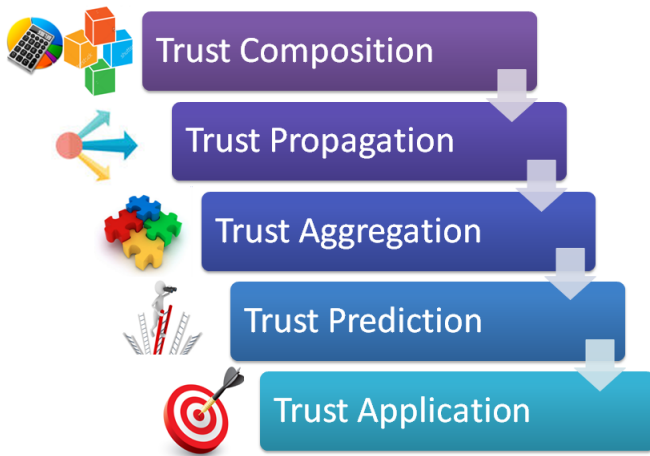 Trust Composition
Trust Propagation
Trust Aggregation
Trust Prediction
Trust Application